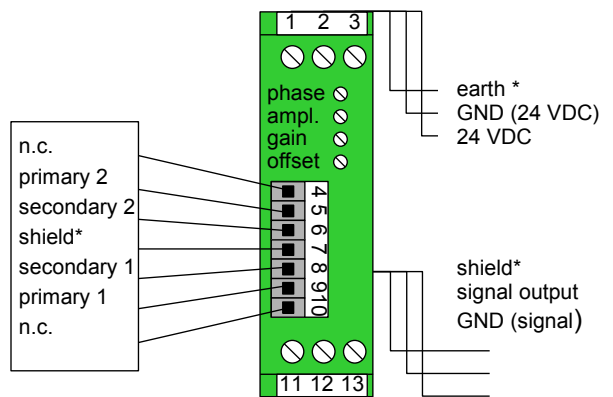 1 2 3
phase
ampl.
gain
offset
earth *
GND (24 VDC)
24 VDC
n.c.
primary 2
secondary 2
shield*
secondary 1
primary 1
n.c.
4
5
6
7
8
9
10
shield*
signal output
GND (signal)
11 12 13